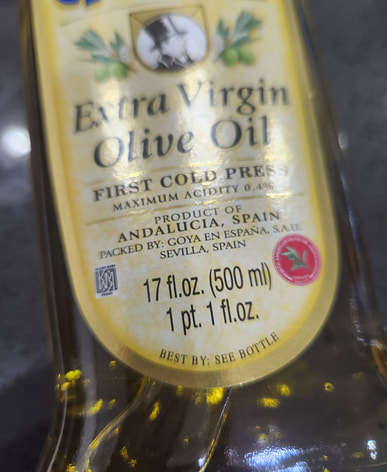 Extra Virgin
Olive Oil
FIRST COLD PRESS
MAXIMUM ACIDITY 0.4%
PRODUCT OF
ANDALUCIA, SPAIN
PACKED BY: GOYA EN ESPAÑA, S.A.U.
SEVILLA, SPAIN
17 fl.oz. (500 ml)
1 pt. 1 fl.oz.
BEST BY: SEE BOTTLE